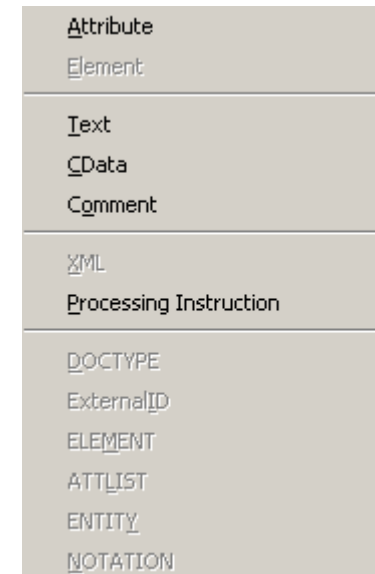 Attribute
Element
Text
CData
Comment
XML
Processing Instruction
DOCTYPE
ExternalID
ELEMENT
ATTLIST
ENTITY
NOTATION